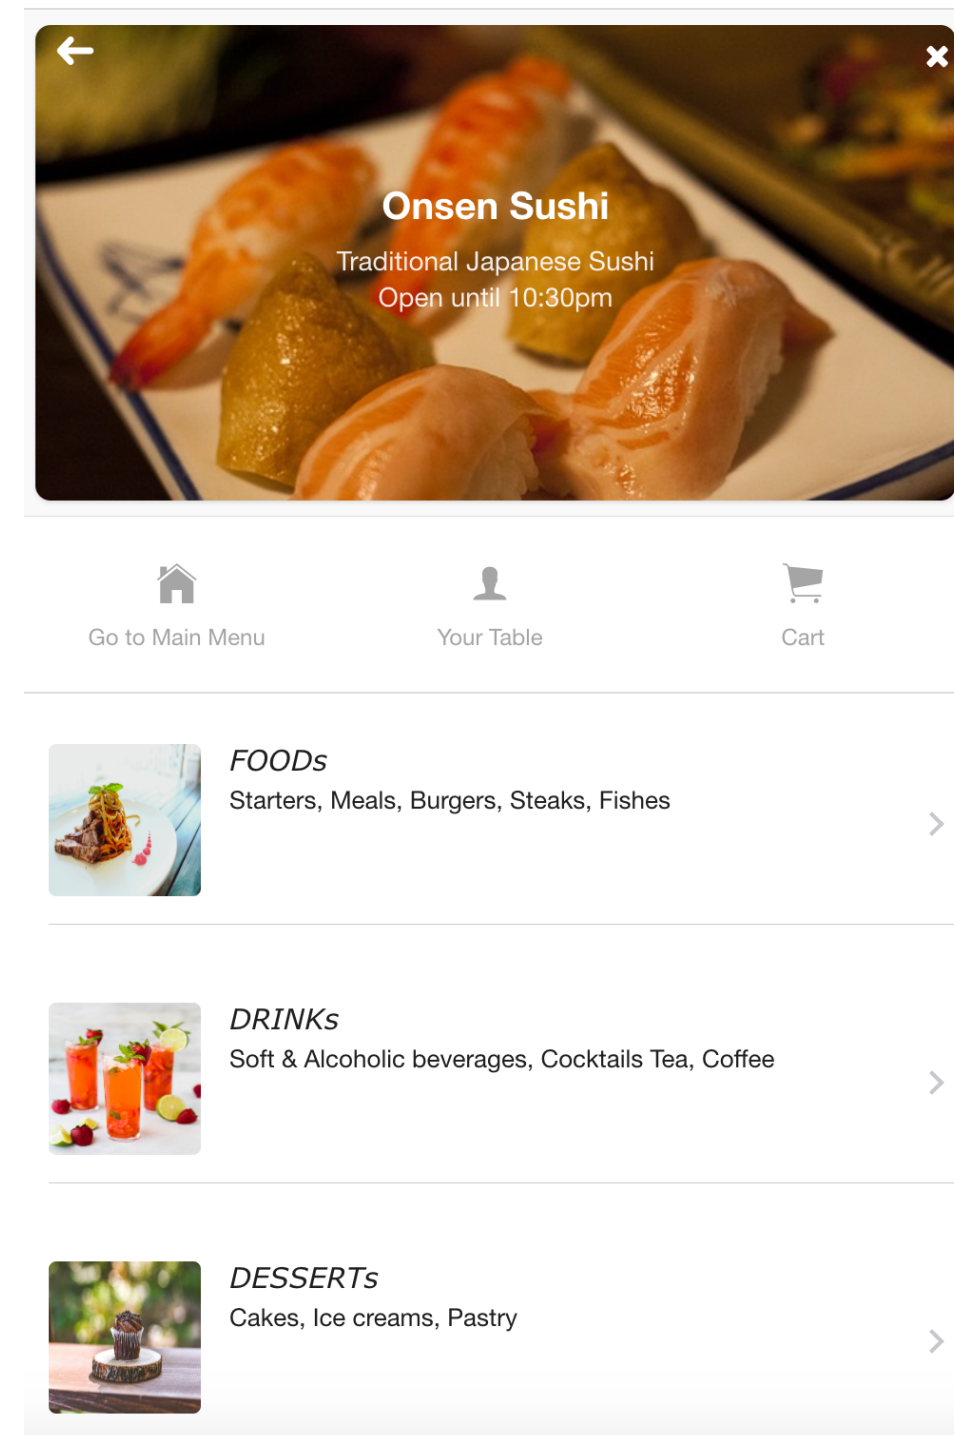 Onsen Sushi
Traditional Japanese Sushi
Open until 10:30pm
Go to Main Menu
Your Table
Cart
FOODs
Starters, Meals, Burgers, Steaks, Fishes
DRINKs
Soft & Alcoholic beverages, Cocktails Tea, Coffee
DESSERTs
Cakes, Ice creams, Pastry